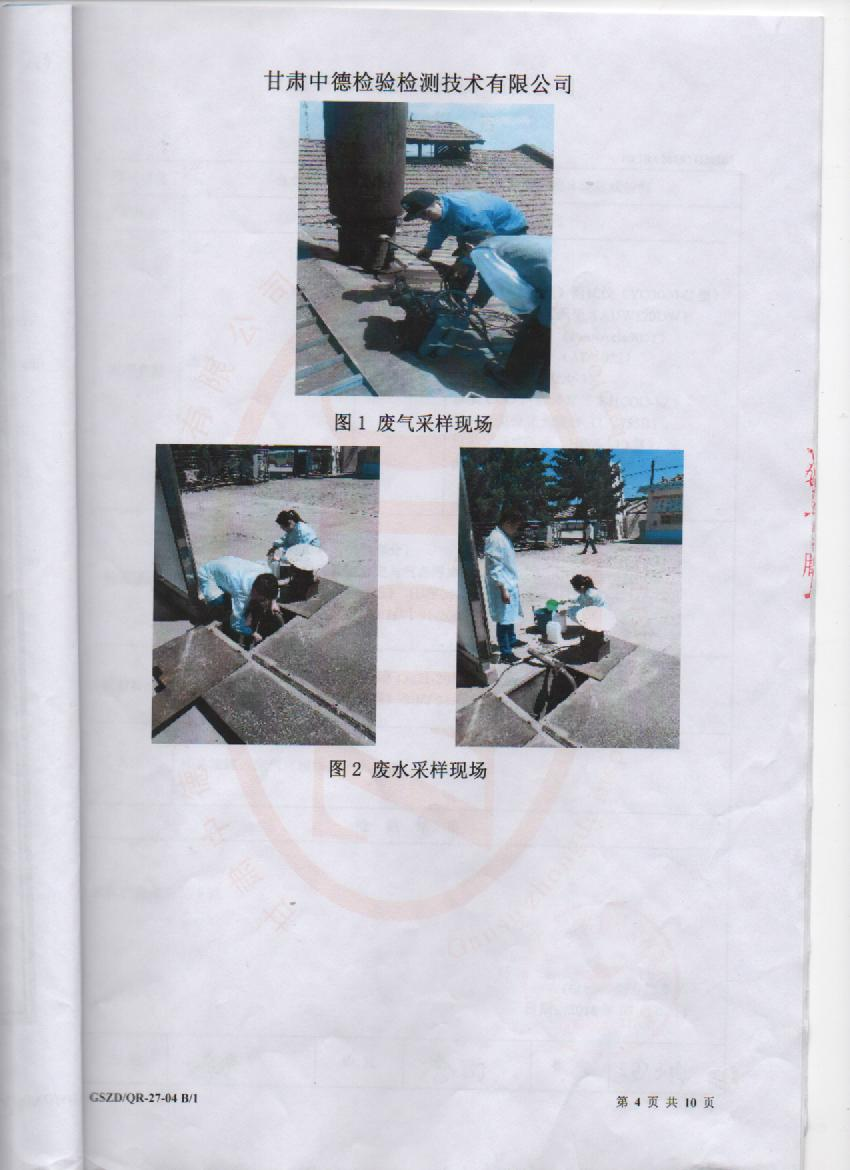 甘肃中德检验检测技术有限公司
图 1 废气采样现场
图 2 废水采样现场
GSZD/QR-27-04 B/1
第 4 页 共 10 页